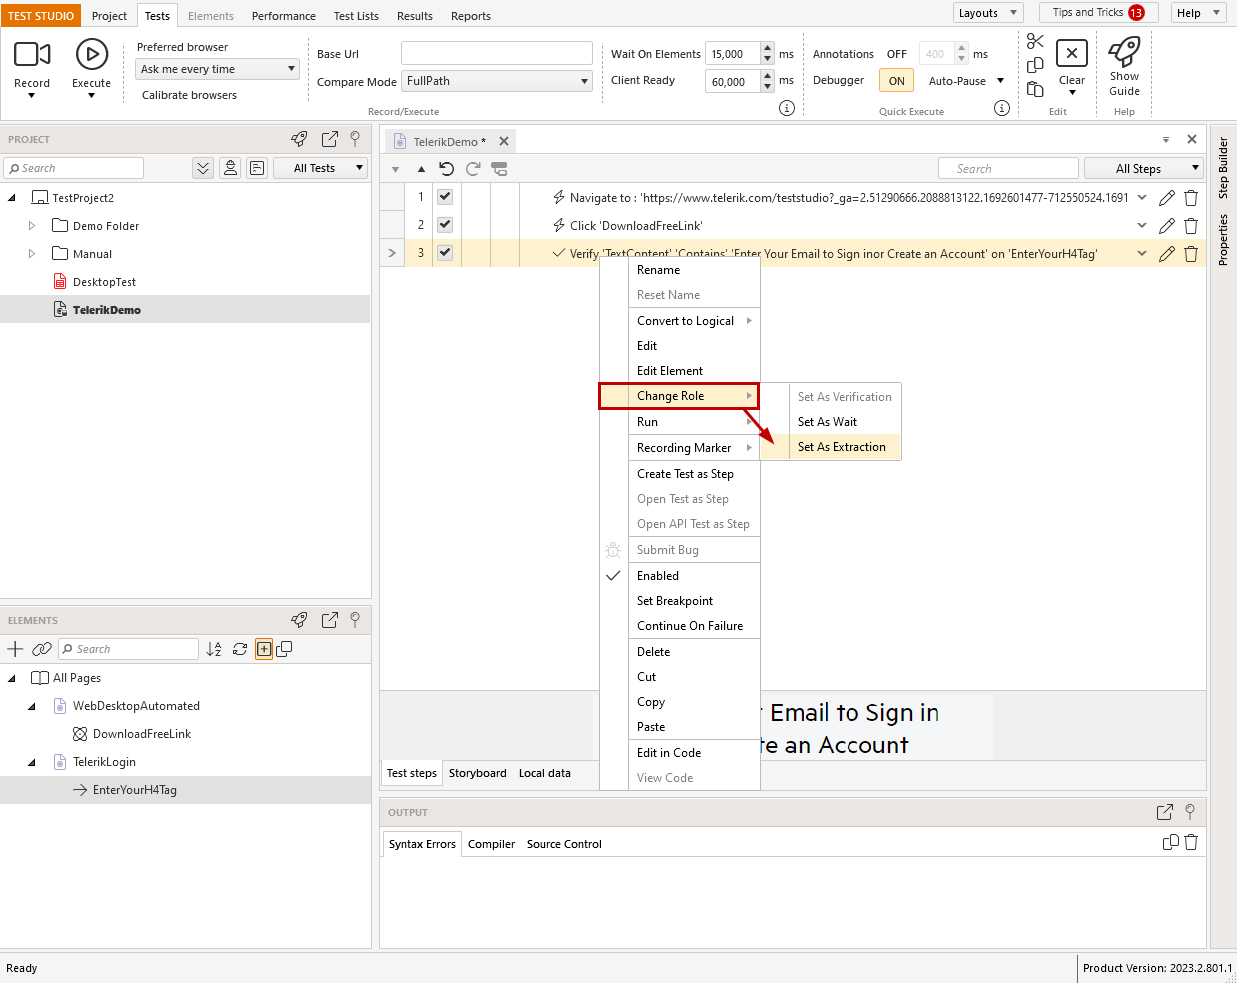 TEST STUDIO Project Tests Elements Performance Test Lists Results Reports Layouts Tips and Tricks 13 Help
Record
Execute
Preferred browser
Ask me every time
Calibrate browsers
Base Url
Compare Mode FullPath
Record/Execute
Wait On Elements 15,000 ms
Client Ready 60,000 ms
Annotations OFF 400 ms
Debugger ON Auto-Pause
Quick Execute
Clear
Edit
Show
Guide
Help
PROJECT
Search All Tests
TestProject2
Demo Folder
Manual
DesktopTest
TelerikDemo
ELEMENTS
Search
All Pages
WebDesktopAutomated
DownloadFreeLink
TelerikLogin
EnterYourH4Tag
TelerikDemo *
Search All Steps
1 Navigate to : 'https://www.telerik.com/teststudio?_ga=2.51290666.2088813122.1692601477-712550524.1691
2 Click 'DownloadFreeLink'
3 Verify 'TextContent' 'Contains' 'Enter Your Email to Sign inor Create an Account' on 'EnterYourH4Tag'
Rename
Reset Name
Convert to Logical
Edit
Edit Element
Change Role
Run
Recording Marker
Create Test as Step
Open Test as Step
Open API Test as Step
Submit Bug
Enabled
Set Breakpoint
Continue On Failure
Delete
Cut
Copy
Paste
Edit in Code
View Code
Set As Verification
Set As Wait
Set As Extraction
Email to Sign in
an Account
Test steps Storyboard Local data
OUTPUT
Syntax Errors Compiler Source Control
Step Builder
Properties
Ready
Product Version: 2023.2.801.1